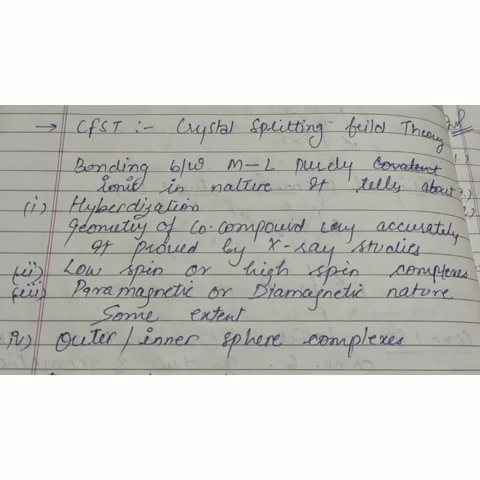 → CFST :- Crystal Splitting feild Theory
Bonding b/w M-L purely covalent
ionic in nature. It tells about
(i) Hyberdization
Geometry of Co-compound very accurately
It proved by X-ray studies
(ii) Low spin or high spin complexes
(iii) Paramagnetic or Diamagnetic nature
Some extent
iv) Outer/inner sphere complexes